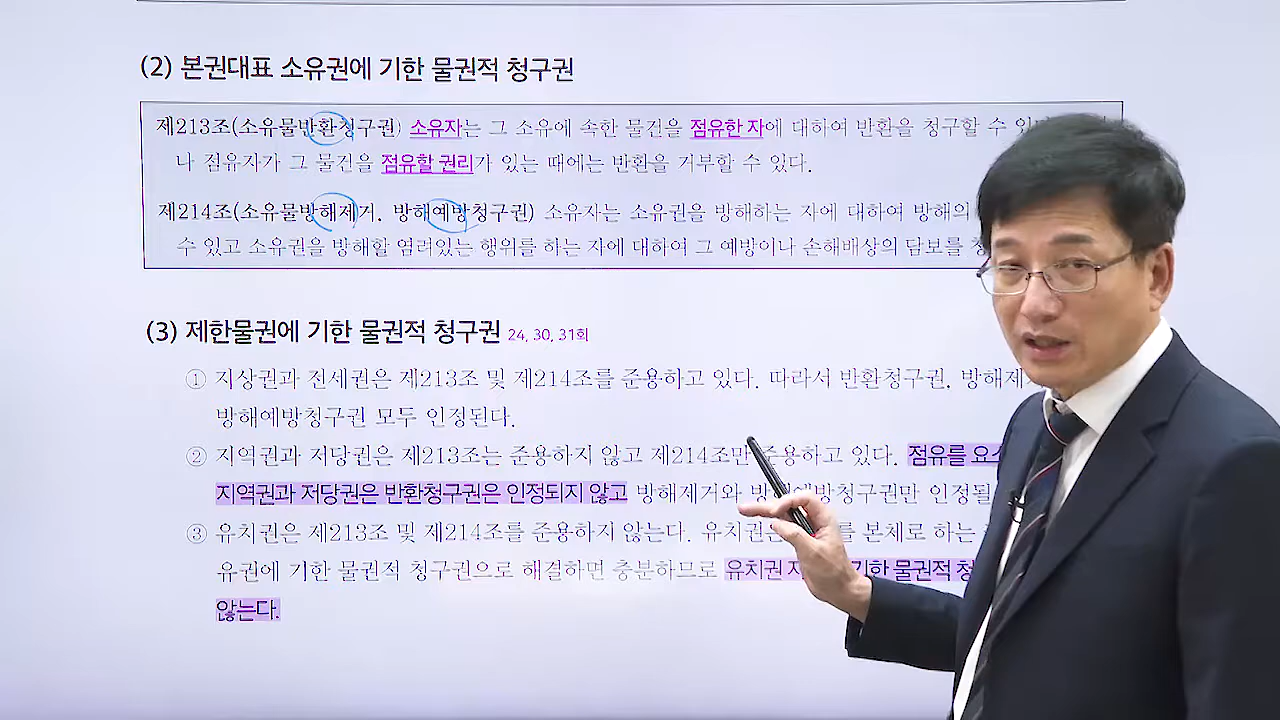 (2) 본권대표 소유권에 기한 물권적 청구권
제213조(소유물반환청구권) 소유자는 그 소유에 속한 물건을 점유한 자에 대하여 반환을 청구할 수
나 점유자가 그 물건을 점유할 권리가 있는 때에는 반환을 거부할 수 있다.
제214조(소유물방해제거, 방해예방청구권) 소유자는 소유권을 방해하는 자에 대하여 방해의
수 있고 소유권을 방해할 염려있는 행위를 하는 자에 대하여 그 예방이나 손해배상의 담보를
(3) 제한물권에 기한 물권적 청구권 24, 30, 31회
① 지상권과 전세권은 제213조 및 제214조를 준용하고 있다. 따라서 반환청구권, 방해제
방해예방청구권 모두 인정된다.
② 지역권과 저당권은 제213조는 준용하지 않고 제214조만 준용하고 있다. 점유를 요
지역권과 저당권은 반환청구권은 인정되지 않고 방해제거와 방해예방청구권만 인정될
③ 유치권은 제213조 및 제214조를 준용하지 않는다. 유치권은 를 본체로 하는
유권에 기한 물권적 청구권으로 해결하면 충분하므로 유치권 기한 물권적 청
않는다.